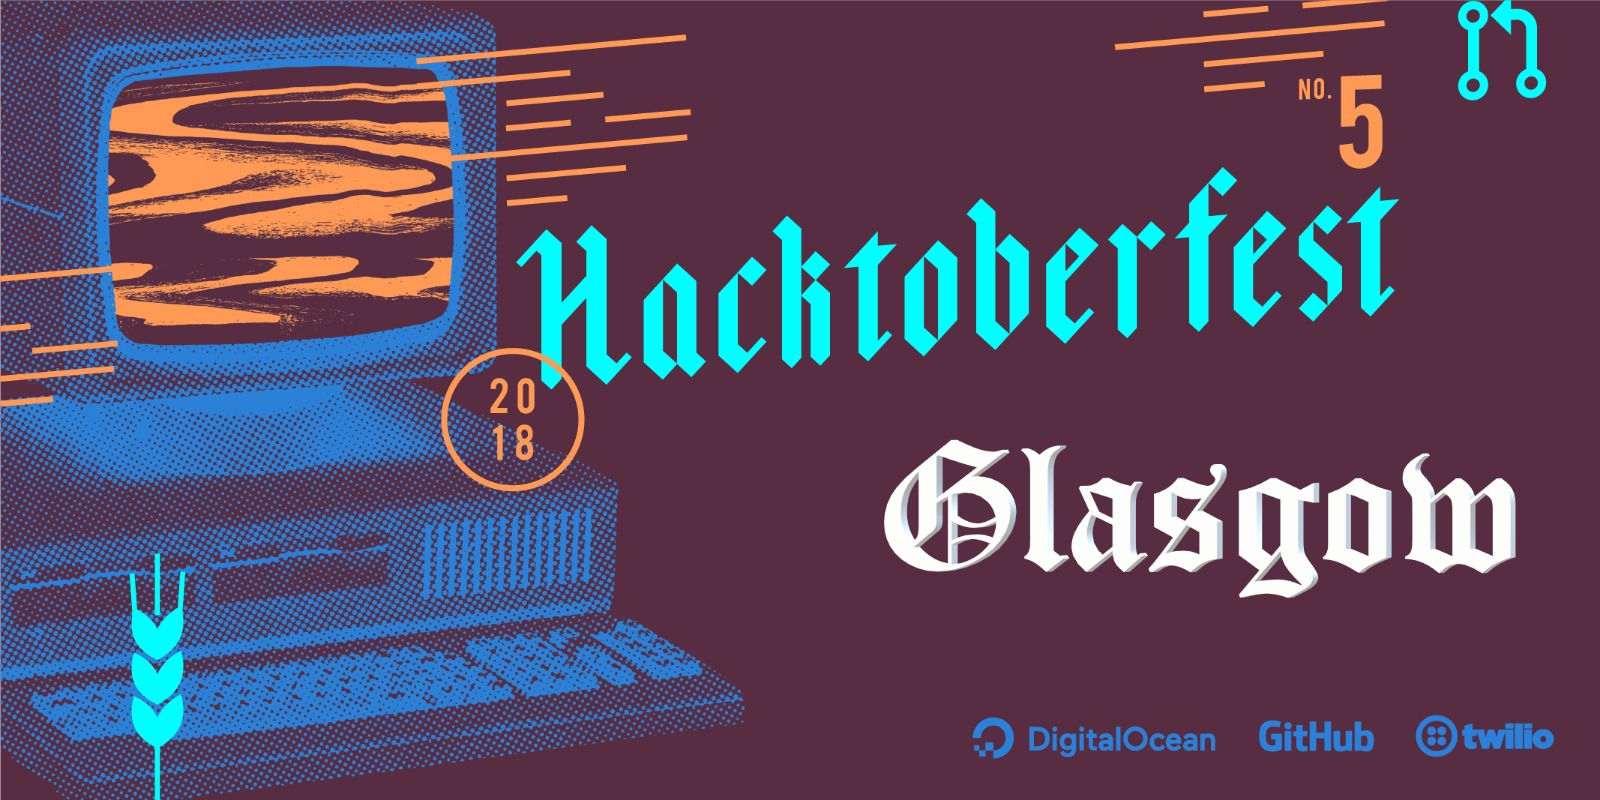 NO. 5
Hacktoberfest
20
18
Glasgow
DigitalOcean GitHub twilio